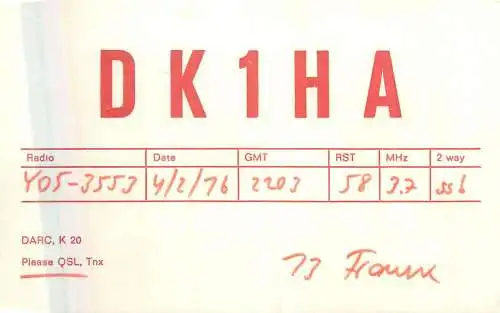 DK1HA
Radio Date GMT RST MHz 2 way
YO5-3553 4/2/76 2203 58 3.7 ssb
DARC, K 20
Please QSL, Tnx
73